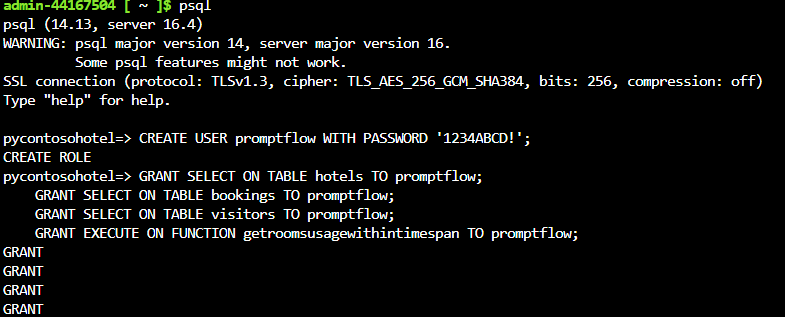 admin-44167504 [ ~ ]$ psql
psql (14.13, server 16.4)
WARNING: psql major version 14, server major version 16.
         Some psql features might not work.
SSL connection (protocol: TLSv1.3, cipher: TLS_AES_256_GCM_SHA384, bits: 256, compression: off)
Type "help" for help.

pycontosohotel=> CREATE USER promptflow WITH PASSWORD '1234ABCD!';
CREATE ROLE
pycontosohotel=> GRANT SELECT ON TABLE hotels TO promptflow;
    GRANT SELECT ON TABLE bookings TO promptflow;
    GRANT SELECT ON TABLE visitors TO promptflow;
    GRANT EXECUTE ON FUNCTION getroomsusagewithintimespan TO promptflow;
GRANT
GRANT
GRANT
GRANT